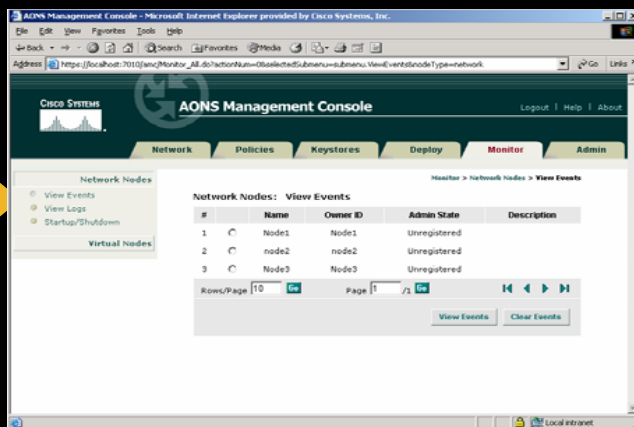 AONS Management Console - Microsoft Internet Explorer provided by Cisco Systems, Inc.
File Edit View Favorites Tools Help
Back Search Favorites Media
Address https://localhost:7010/amc/Monitor_All.do?actionNum=0&selectedSubmenu=submenu.ViewEvents&nodeType=network Go Links
CISCO SYSTEMS
AONS Management Console
Logout | Help | About
Network Policies Keystores Deploy Monitor Admin
Network Nodes
View Events
View Logs
Startup/Shutdown
Virtual Nodes
Monitor > Network Nodes > View Events
Network Nodes: View Events
# Name Owner ID Admin State Description
1 Node1 Node1 Unregistered
2 node2 node2 Unregistered
3 Node3 Node3 Unregistered
Rows/Page 10 Go Page 1 /1 Go
View Events Clear Events
Local intranet